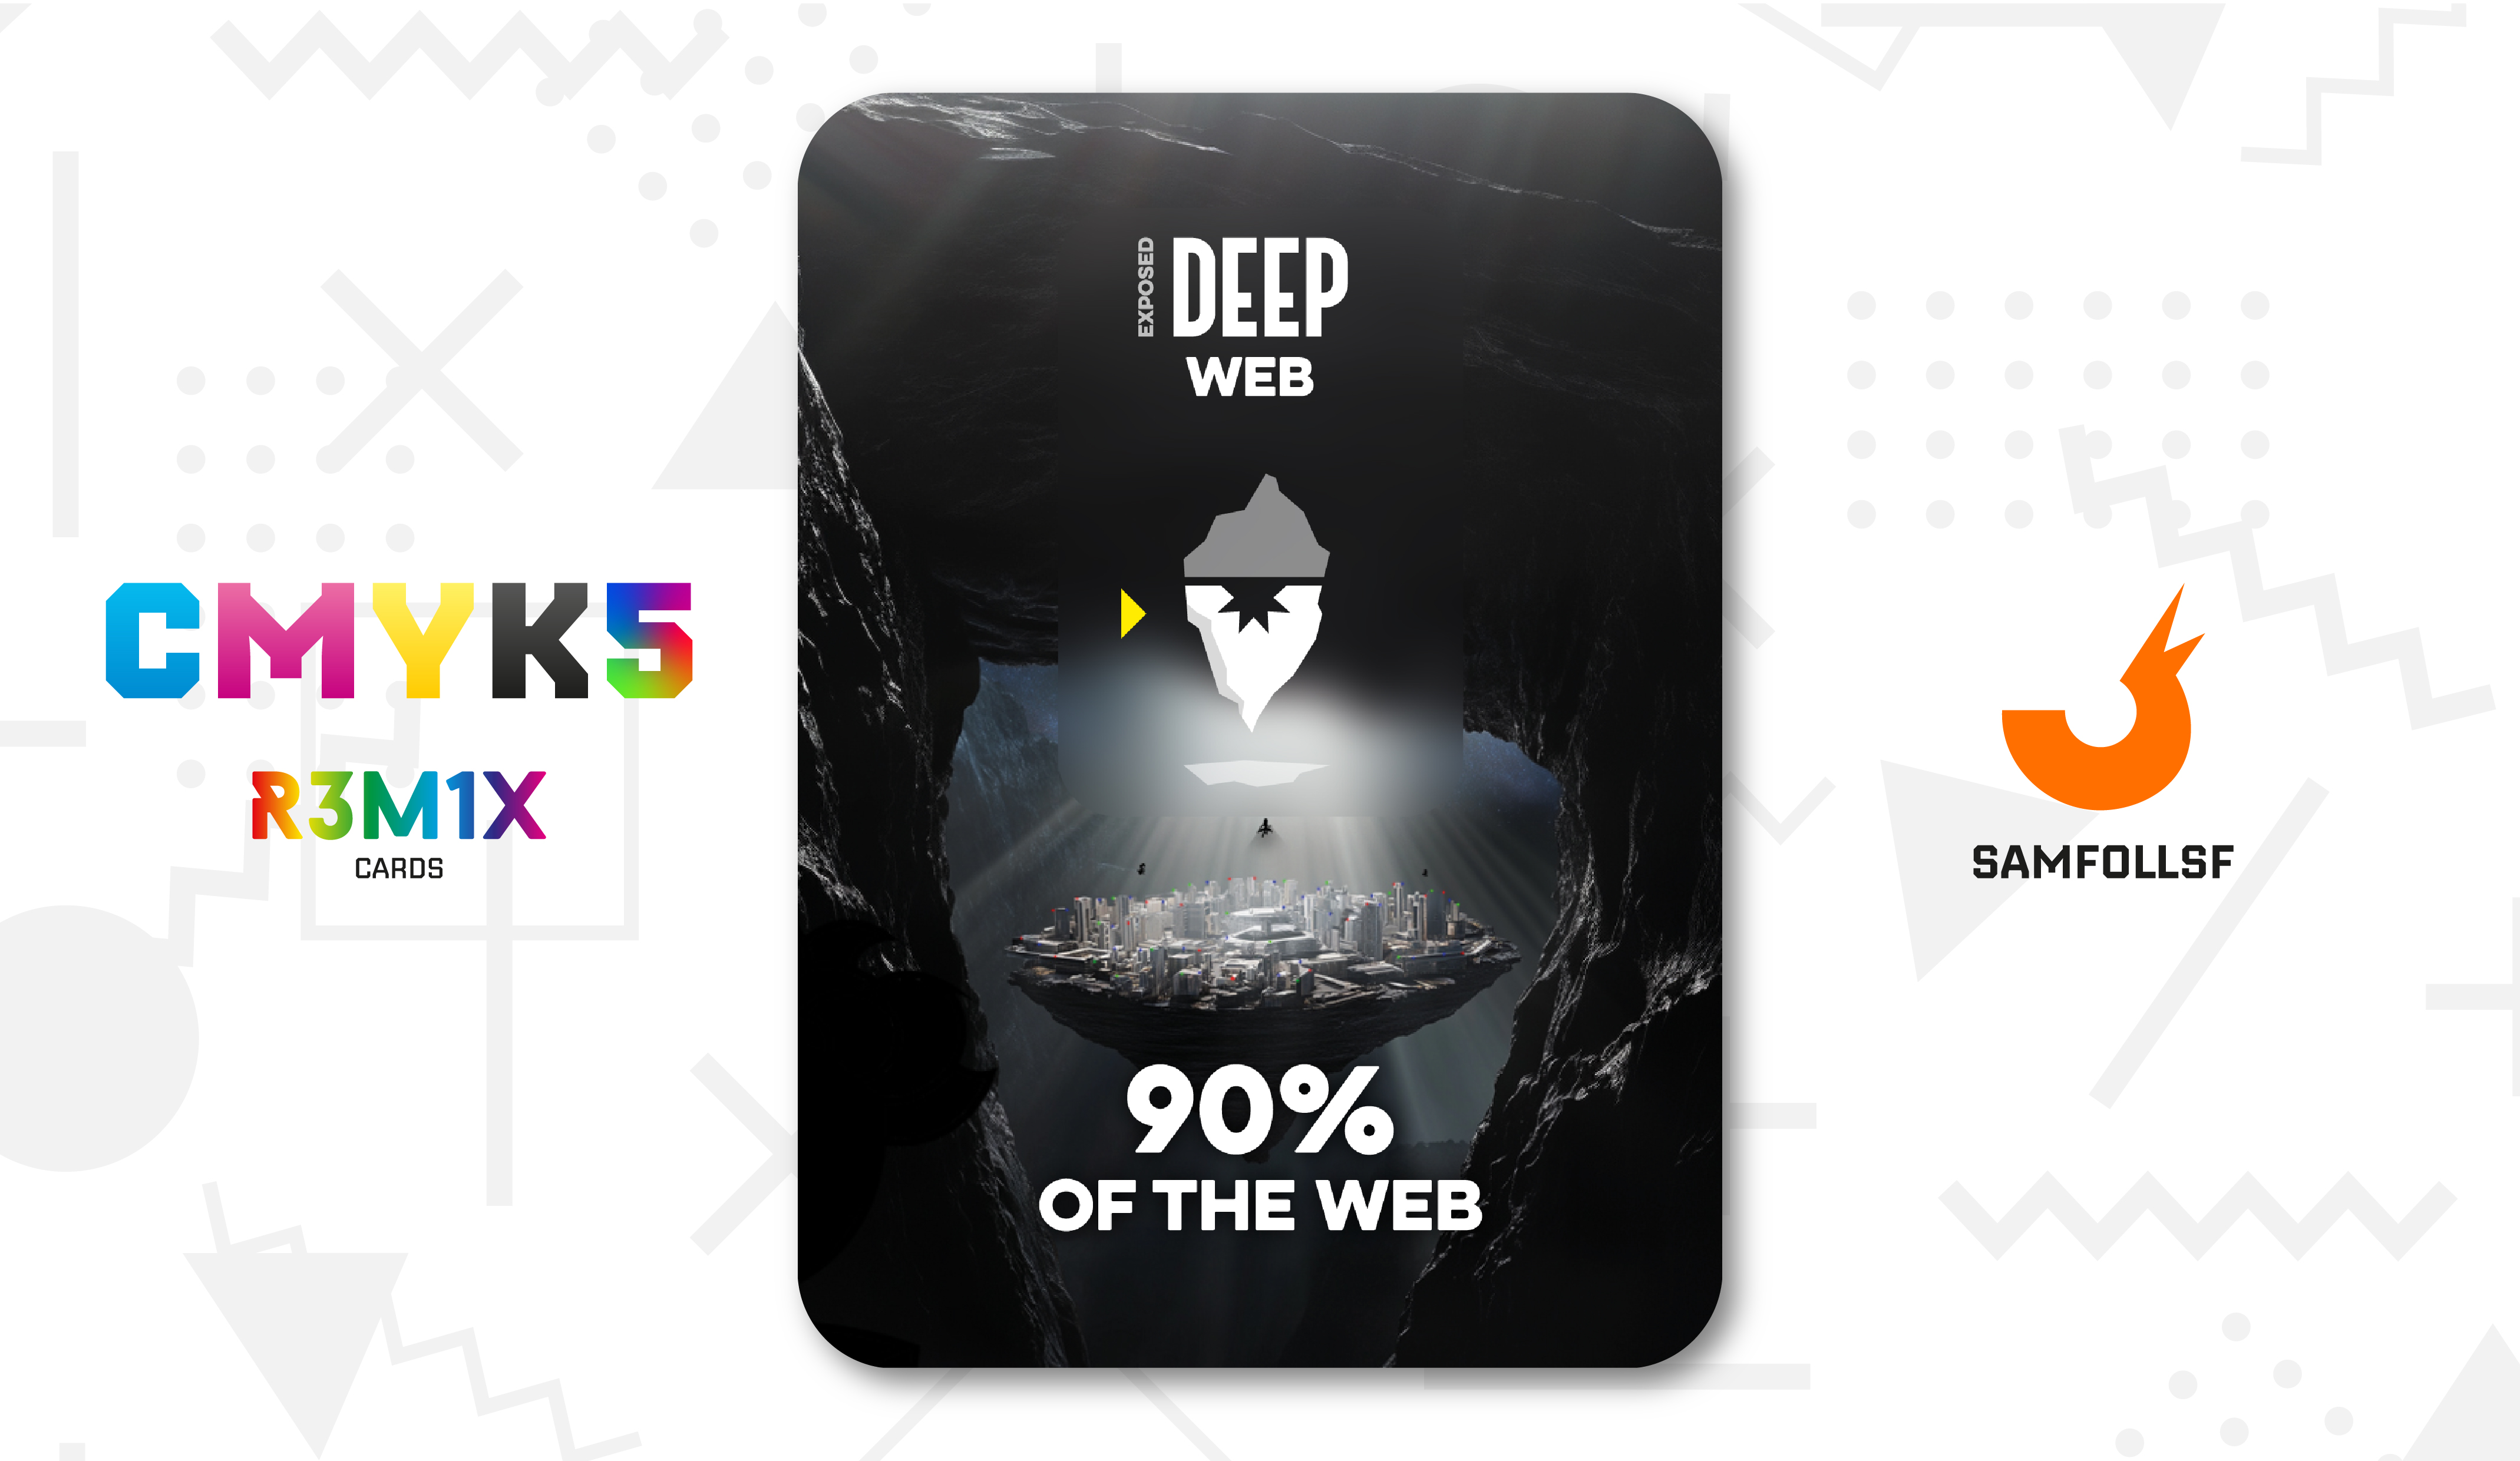 CMYK5
R3M1X
CARDS
EXPOSED
DEEP
WEB
90%
OF THE WEB
SAMFOLLSF